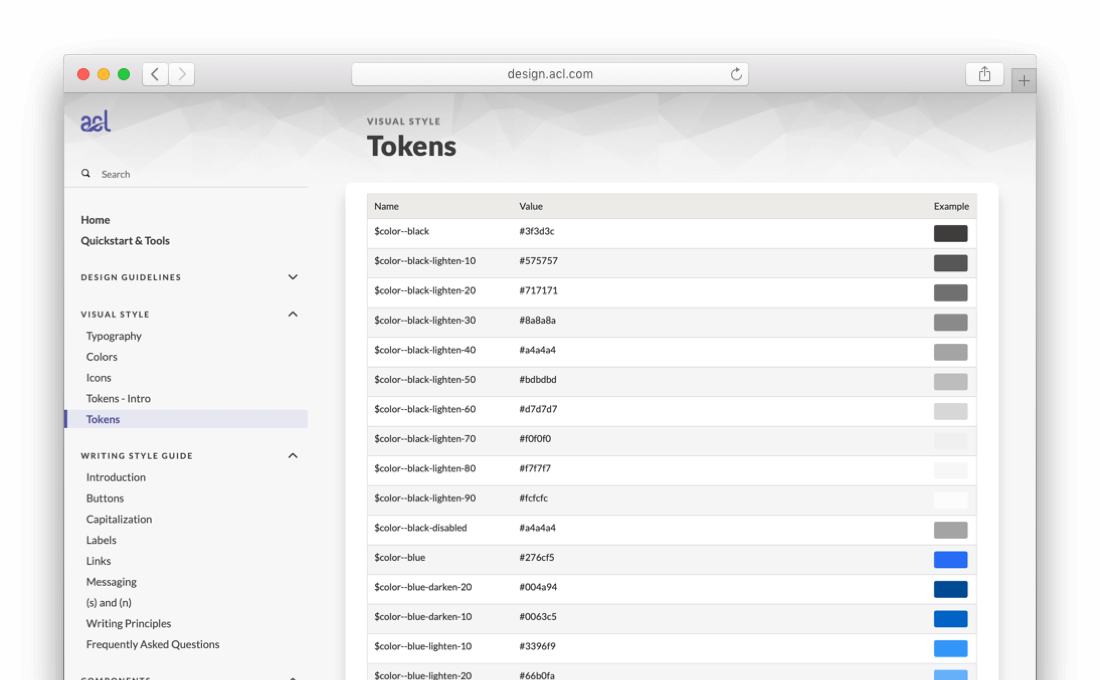 design.acl.com
acl
Search
Home
Quickstart & Tools
DESIGN GUIDELINES
VISUAL STYLE
Typography
Colors
Icons
Tokens - Intro
Tokens
WRITING STYLE GUIDE
Introduction
Buttons
Capitalization
Labels
Links
Messaging
(s) and (n)
Writing Principles
Frequently Asked Questions
COMPONENTS
VISUAL STYLE
Tokens
Name Value Example
$color--black #3f3d3c
$color--black-lighten-10 #575757
$color--black-lighten-20 #717171
$color--black-lighten-30 #8a8a8a
$color--black-lighten-40 #a4a4a4
$color--black-lighten-50 #bdbdbd
$color--black-lighten-60 #d7d7d7
$color--black-lighten-70 #f0f0f0
$color--black-lighten-80 #f7f7f7
$color--black-lighten-90 #fcfcfc
$color--black-disabled #a4a4a4
$color--blue #276cf5
$color--blue-darken-20 #004a94
$color--blue-darken-10 #0063c5
$color--blue-lighten-10 #3396f9
$color--blue-lighten-20 #66b0fa